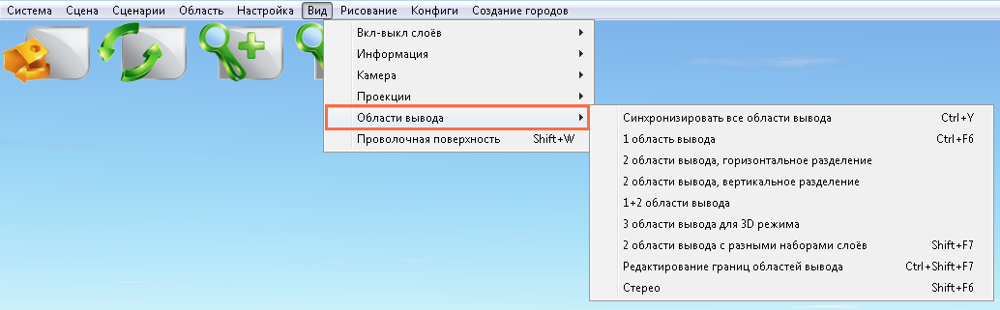 Система Сцена Сценарии Область Настройка Вид Рисование Конфиги Создание городов
Вкл-выкл слоёв
Информация
Камера
Проекции
Области вывода
Проволочная поверхность Shift+W
Синхронизировать все области вывода Ctrl+Y
1 область вывода Ctrl+F6
2 области вывода, горизонтальное разделение
2 области вывода, вертикальное разделение
1+2 области вывода
3 области вывода для 3D режима
2 области вывода с разными наборами слоёв Shift+F7
Редактирование границ областей вывода Ctrl+Shift+F7
Стерео Shift+F6